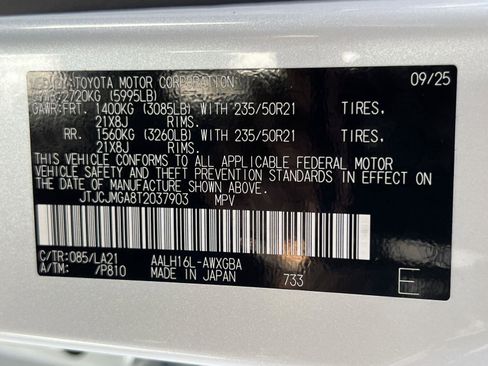 TOYOTA MOTOR CORPORATION 09/25
2720KG (5995LB)
GAWR:FRT. 1400KG (3085LB) WITH 235/50R21 TIRES,
21X8J RIMS.
RR. 1560KG (3260LB) WITH 235/50R21 TIRES,
21X8J RIMS.
THIS VEHICLE CONFORMS TO ALL APPLICABLE FEDERAL MOTOR
VEHICLE SAFETY AND THEFT PREVENTION STANDARDS IN EFFECT ON
THE DATE OF MANUFACTURE SHOWN ABOVE.
JTJCJMGA8T2037903 MPV
C/TR:085/LA21 AALH16L-AWXGBA
A/TM: /P810 MADE IN JAPAN 733 E